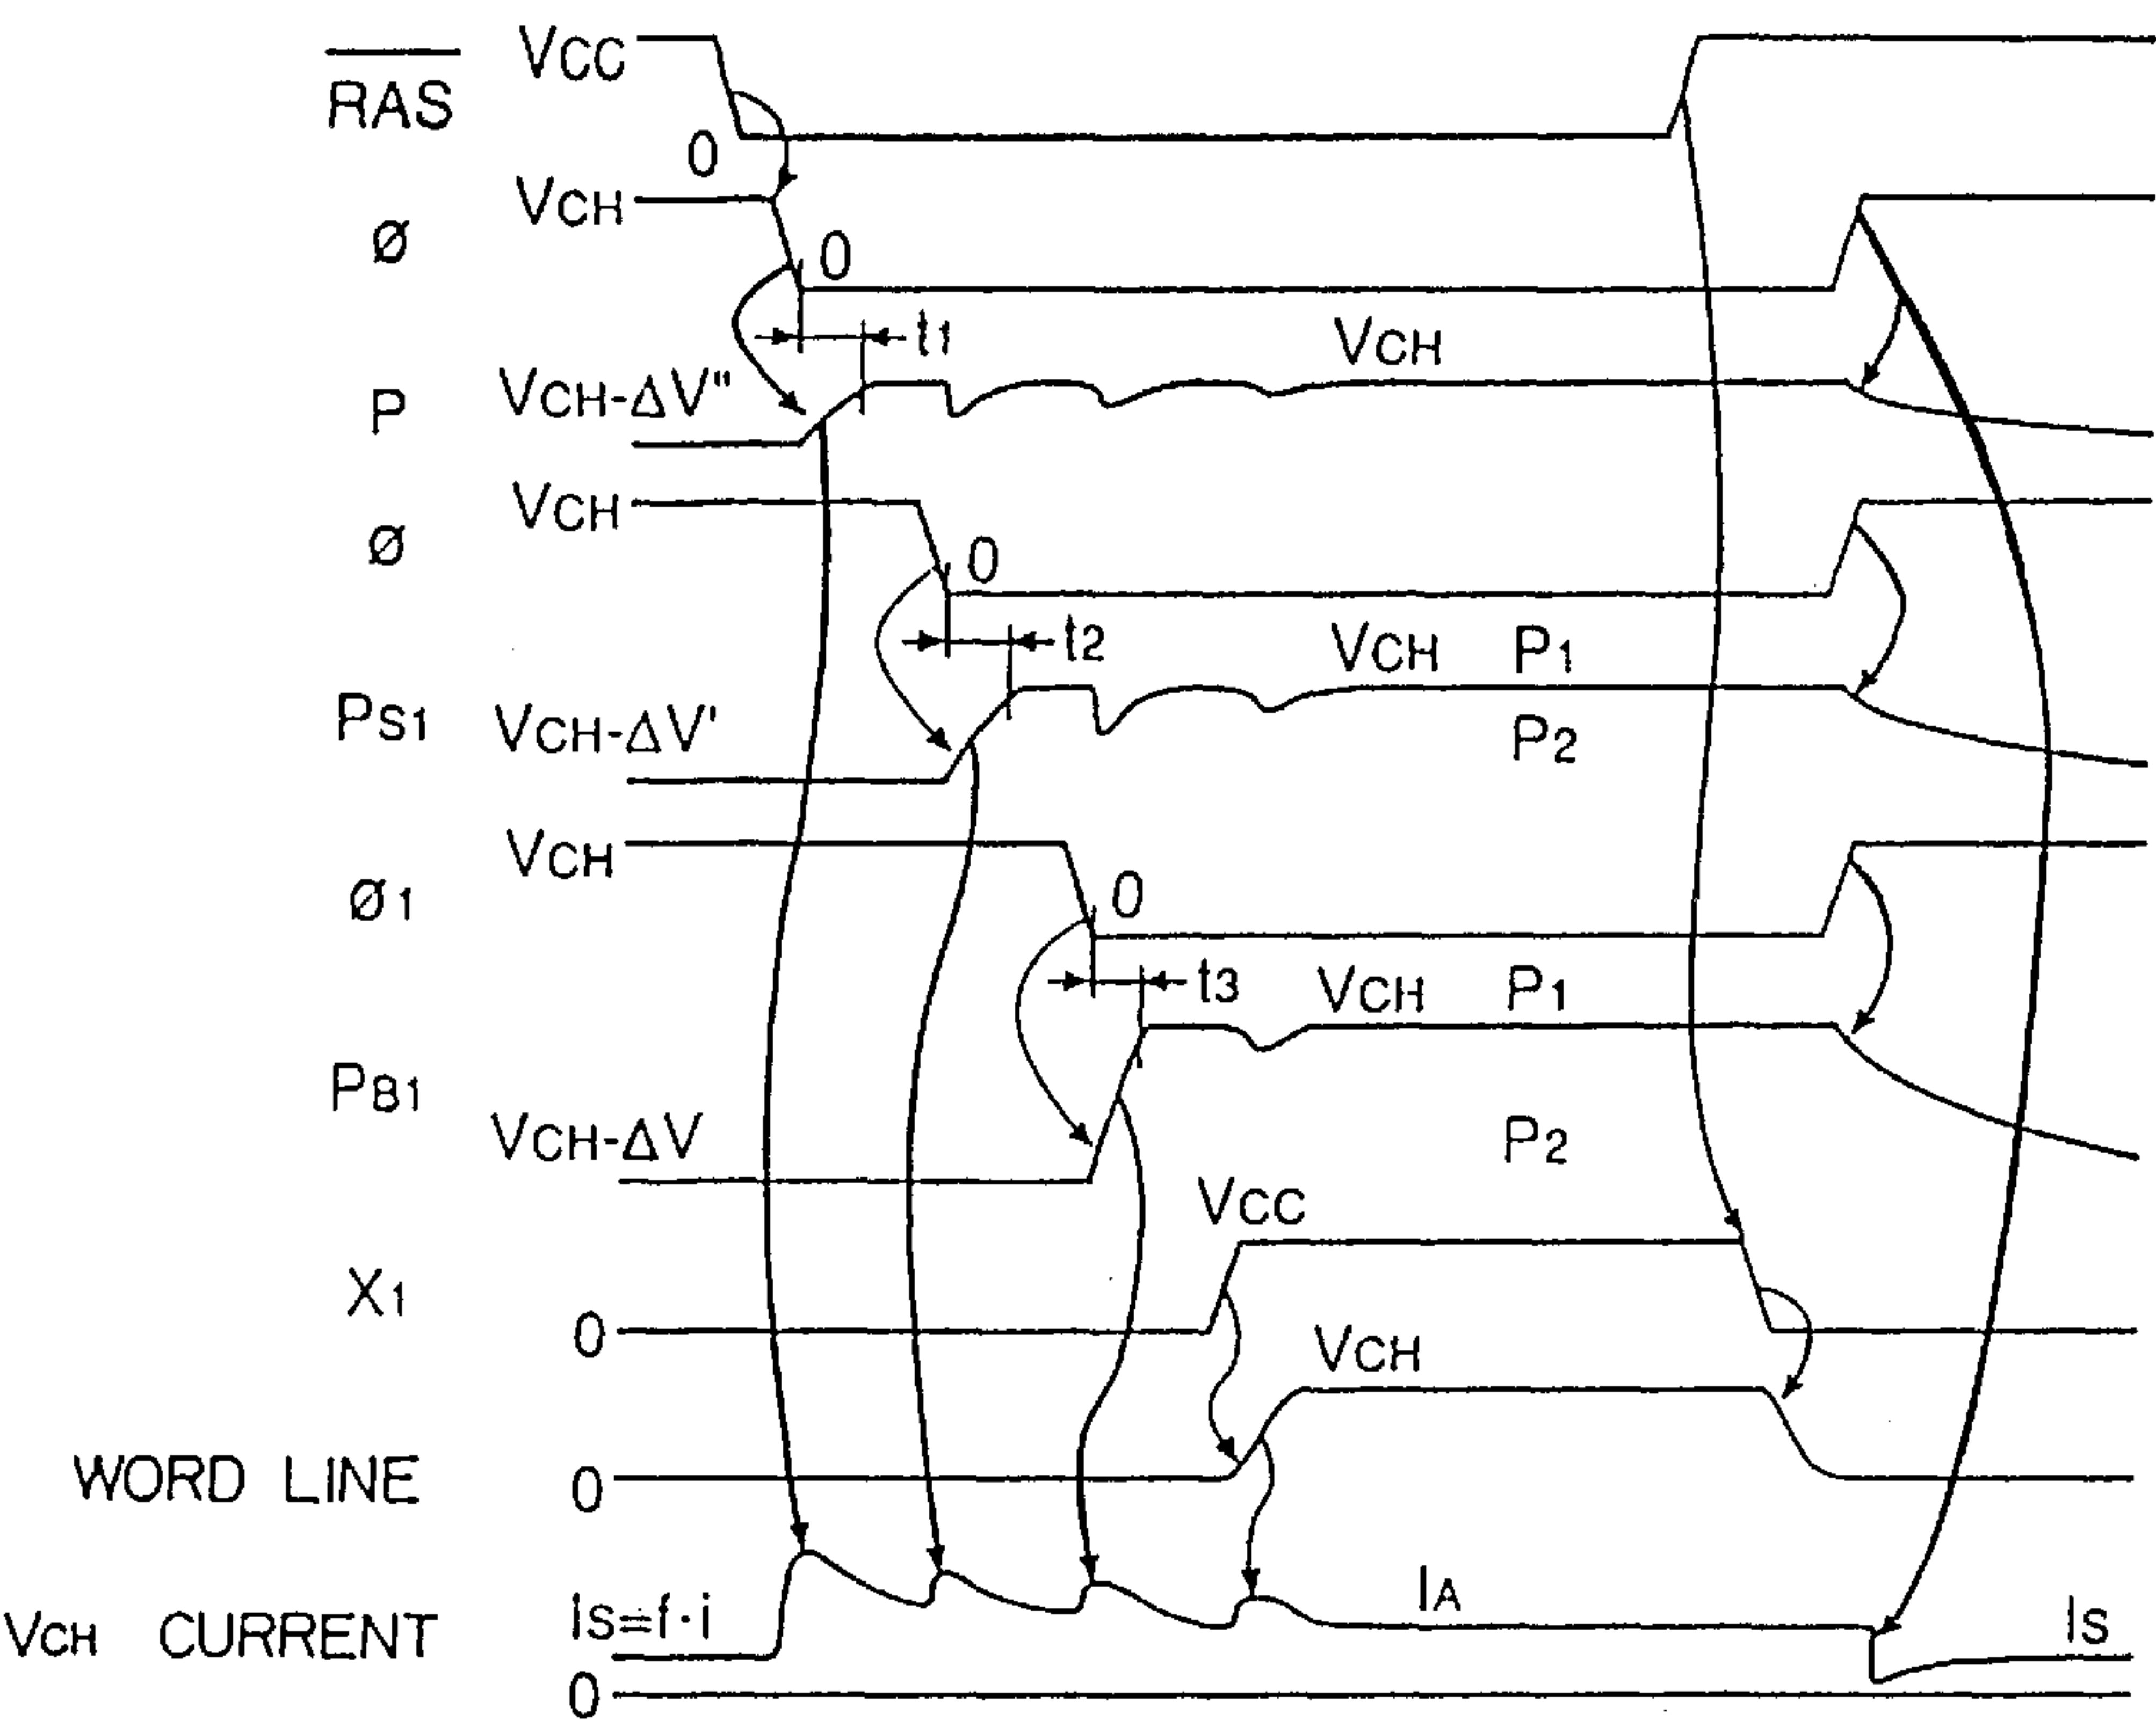 VCC
RAS
0
VCH
Ø
0
t1
VCH
VCH-ΔV"
P
VCH
Ø
0
t2
VCH P1
PS1 VCH-ΔV'
P2
VCH
Ø1
0
t3
VCH P1
PB1
VCH-ΔV
P2
VCC
X1
0
VCH
WORD LINE 0
IA
VCH CURRENT IS≒f·i
IS
0